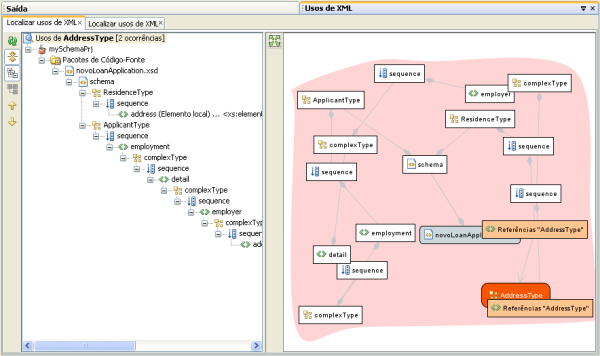 Saída
Usos de XML
Localizar usos de XML
Localizar usos de XML
Usos de AddressType [2 ocorrências]
mySchemaPrj
Pacotes de Código-Fonte
novoLoanApplication.xsd
schema
ResidenceType
sequence
address (Elemento local) ... <xs:elemen
ApplicantType
sequence
employment
complexType
sequence
detail
complexType
sequence
employer
complexTyp
sequen
ad
sequence
employer
complexType
ApplicantType
ResidenceType
complexType
sequence
schema
sequence
sequence
employment
novoLoanAppl
Referências "AddressType"
detail
sequence
AddressType
Referências "AddressType"
complexType